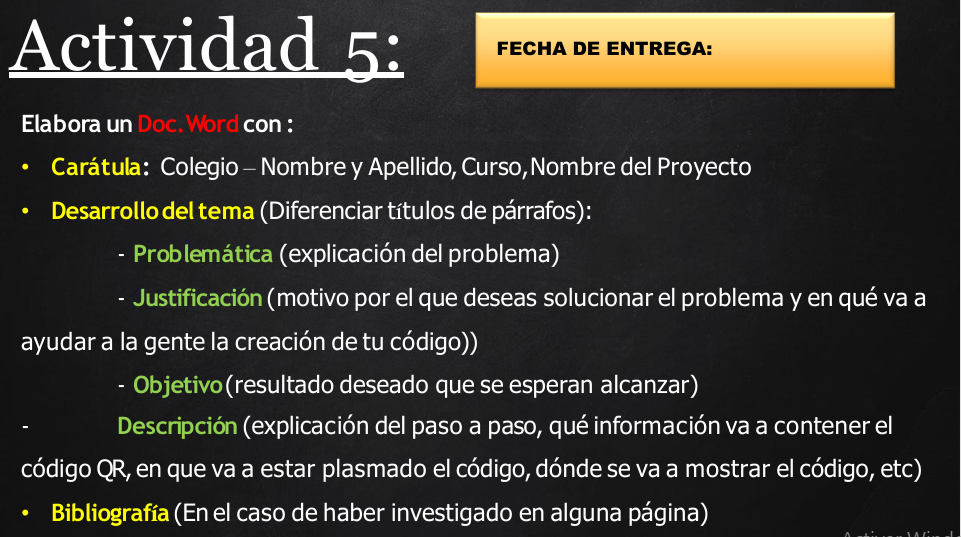 Actividad 5:
FECHA DE ENTREGA:
Elabora un Doc.Word con :
• Carátula: Colegio – Nombre y Apellido, Curso, Nombre del Proyecto
• Desarrollo del tema (Diferenciar títulos de párrafos):
- Problemática (explicación del problema)
- Justificación (motivo por el que deseas solucionar el problema y en qué va a
ayudar a la gente la creación de tu código))
- Objetivo (resultado deseado que se esperan alcanzar)
- Descripción (explicación del paso a paso, qué información va a contener el
código QR, en que va a estar plasmado el código, dónde se va a mostrar el código, etc)
• Bibliografía (En el caso de haber investigado en alguna página)